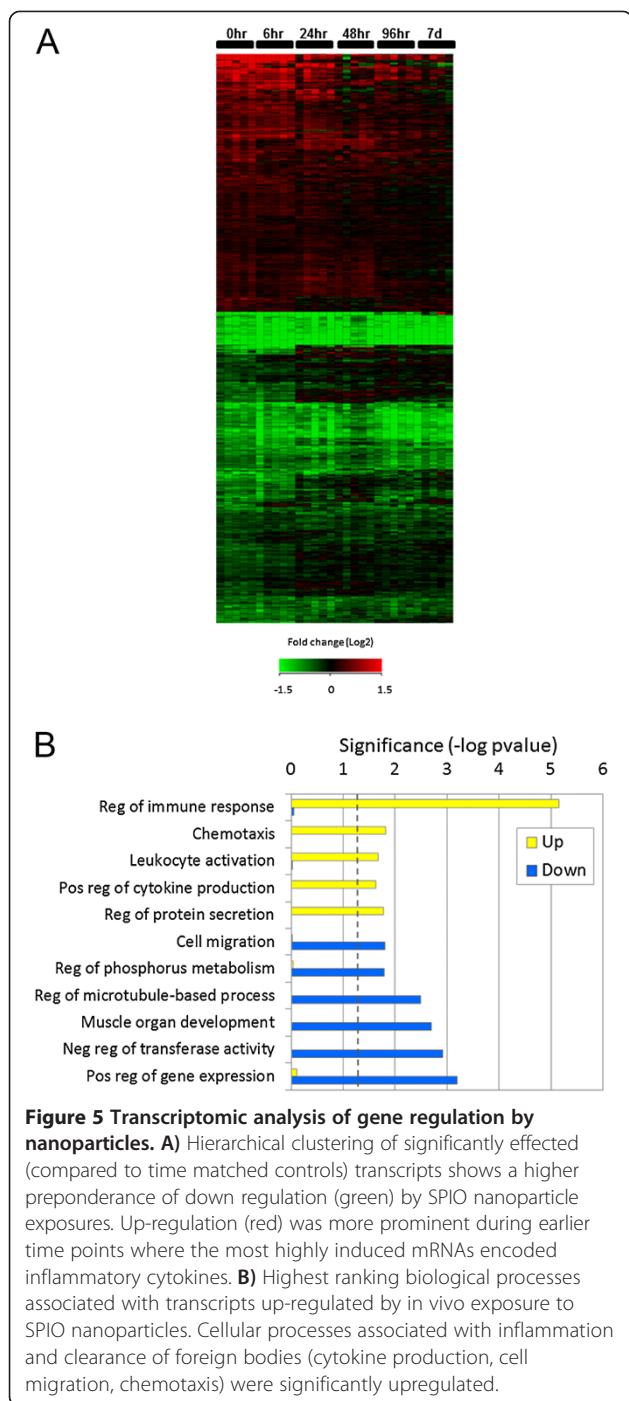 A
0hr 6hr 24hr 48hr 96hr 7d
Fold change (Log2)
-1.5 0 1.5
B
Significance (-log pvalue)
0 1 2 3 4 5 6
Reg of immune response
Chemotaxis
Leukocyte activation
Pos reg of cytokine production
Reg of protein secretion
Cell migration
Reg of phosphorus metabolism
Reg of microtubule-based process
Muscle organ development
Neg reg of transferase activity
Pos reg of gene expression
Up
Down
Figure 5 Transcriptomic analysis of gene regulation by
nanoparticles. A) Hierarchical clustering of significantly effected
(compared to time matched controls) transcripts shows a higher
preponderance of down regulation (green) by SPIO nanoparticle
exposures. Up-regulation (red) was more prominent during earlier
time points where the most highly induced mRNAs encoded
inflammatory cytokines. B) Highest ranking biological processes
associated with transcripts up-regulated by in vivo exposure to
SPIO nanoparticles. Cellular processes associated with inflammation
and clearance of foreign bodies (cytokine production, cell
migration, chemotaxis) were significantly upregulated.